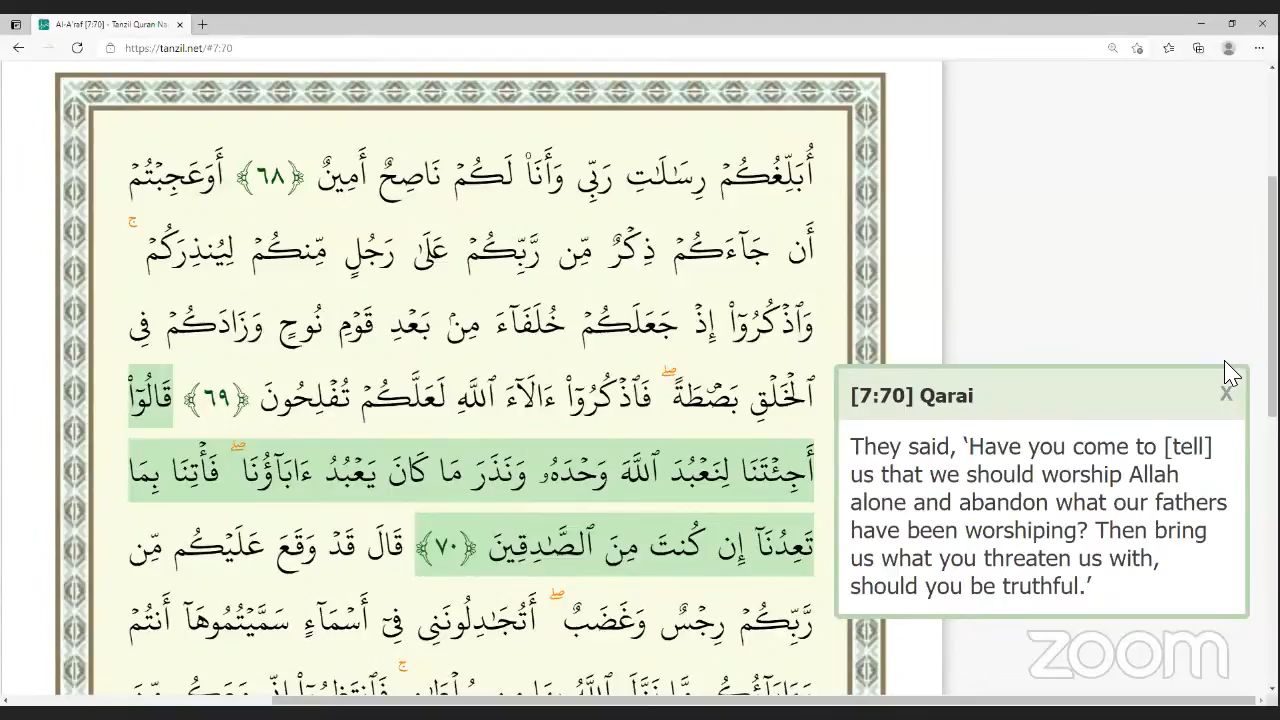 Al-A'raf [7:70] - Tanzil Quran Na
https://tanzil.net/#7:70
أُبَلِّغُكُمْ رِسَـٰلَـٰتِ رَبِّى وَأَنَا۠ لَكُمْ نَاصِحٌ أَمِينٌ ﴿٦٨﴾ أَوَعَجِبْتُمْ
أَن جَآءَكُمْ ذِكْرٌ مِّن رَّبِّكُمْ عَلَىٰ رَجُلٍ مِّنكُمْ لِيُنذِرَكُمْ ۚ
وَٱذْكُرُوٓا۟ إِذْ جَعَلَكُمْ خُلَفَآءَ مِنۢ بَعْدِ قَوْمِ نُوحٍ وَزَادَكُمْ فِى
ٱلْخَلْقِ بَصْۜطَةً ۖ فَٱذْكُرُوٓا۟ ءَالَآءَ ٱللَّهِ لَعَلَّكُمْ تُفْلِحُونَ ﴿٦٩﴾ قَالُوٓا۟
أَجِئْتَنَا لِنَعْبُدَ ٱللَّهَ وَحْدَهُۥ وَنَذَرَ مَا كَانَ يَعْبُدُ ءَابَآؤُنَا ۖ فَأْتِنَا بِمَا
تَعِدُنَآ إِن كُنتَ مِنَ ٱلصَّـٰدِقِينَ ﴿٧٠﴾ قَالَ قَدْ وَقَعَ عَلَيْكُم مِّن
رَّبِّكُمْ رِجْسٌ وَغَضَبٌ ۖ أَتُجَـٰدِلُونَنِى فِىٓ أَسْمَآءٍ سَمَّيْتُمُوهَآ أَنتُمْ
[7:70] Qarai
X
They said, ‘Have you come to [tell]
us that we should worship Allah
alone and abandon what our fathers
have been worshiping? Then bring
us what you threaten us with,
should you be truthful.’
zoom